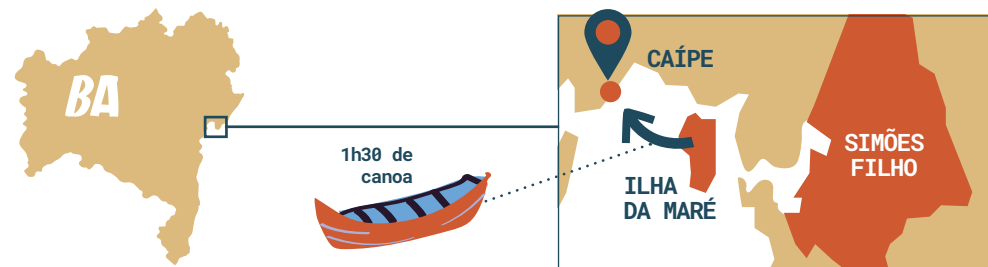 BA
1h30 de
canoa
CAÍPE
ILHA
DA MARÉ
SIMÕES
FILHO